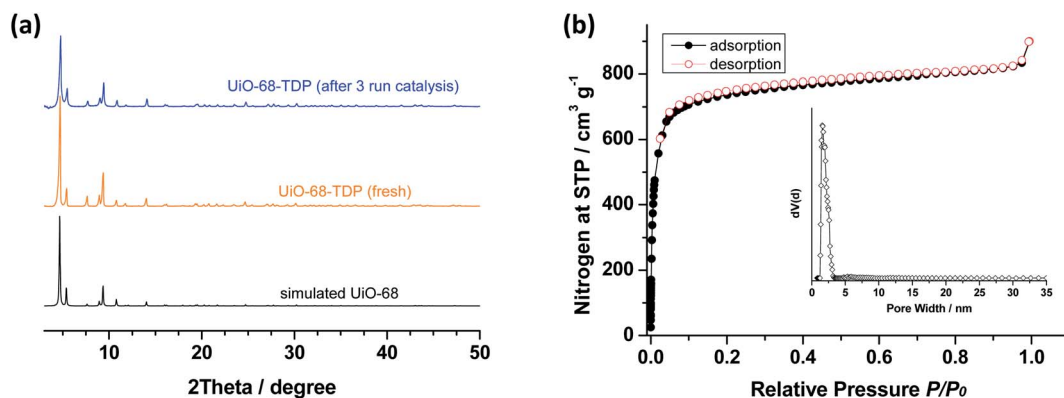 (a)
UiO-68-TDP (after 3 run catalysis)
UiO-68-TDP (fresh)
simulated UiO-68
10 20 30 40 50
2Theta / degree
(b)
adsorption
desorption
Nitrogen at STP / cm³ g⁻¹
800
600
400
200
0
0.0 0.2 0.4 0.6 0.8 1.0
Relative Pressure P/P₀
dV(d)
0 5 10 15 20 25 30 35
Pore Width / nm